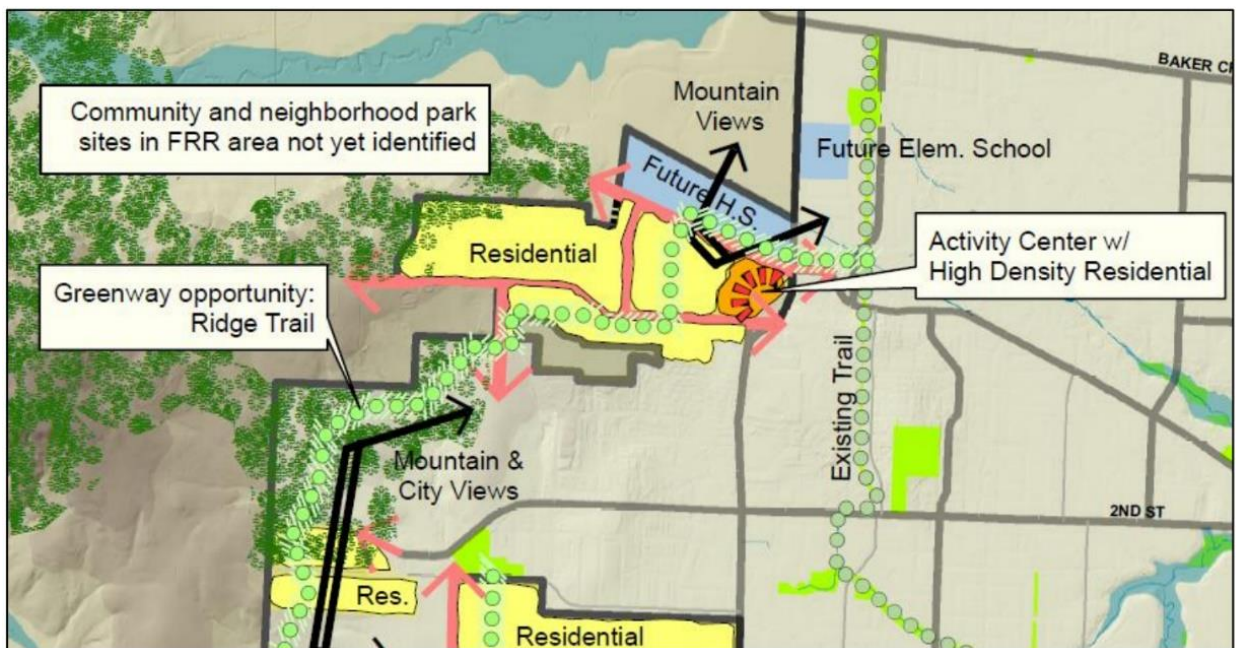 BAKER CR
Community and neighborhood park
sites in FRR area not yet identified
Mountain
Views
Future Elem. School
Future H.S.
Residential
Activity Center w/
High Density Residential
Greenway opportunity:
Ridge Trail
Existing Trail
Mountain &
City Views
2ND ST
Res.
Residential